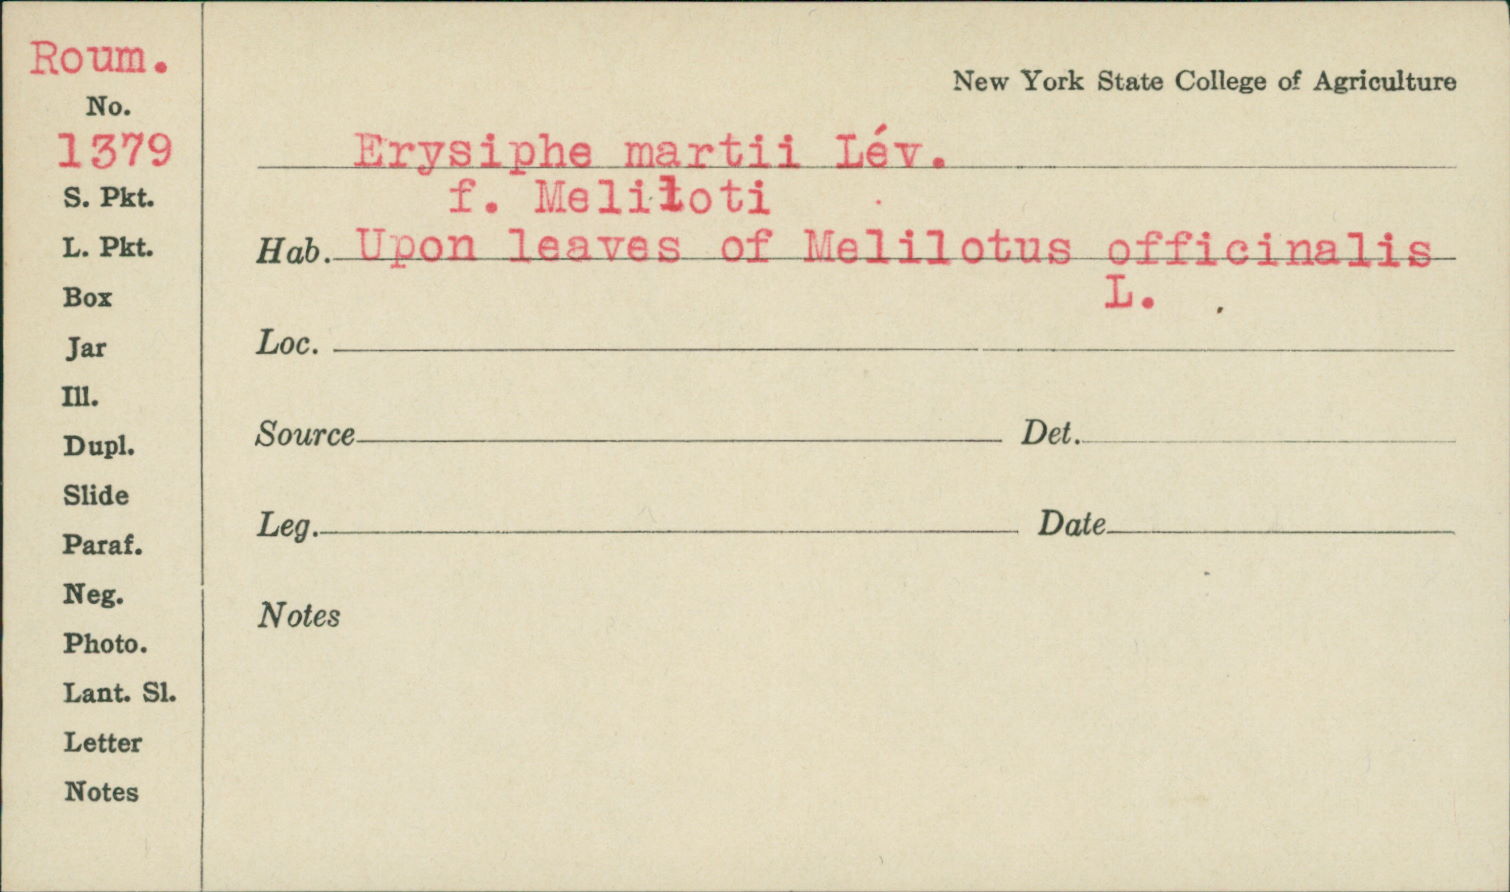 Roum.
No.
1379
S. Pkt.
L. Pkt.
Box
Jar
Ill.
Dupl.
Slide
Paraf.
Neg.
Photo.
Lant. Sl.
Letter
Notes
New York State College of Agriculture
Erysiphe martii Lév.
f. Meliloti
Hab. Upon leaves of Melilotus officinalis
L.
Loc.
Source Det.
Leg. Date
Notes